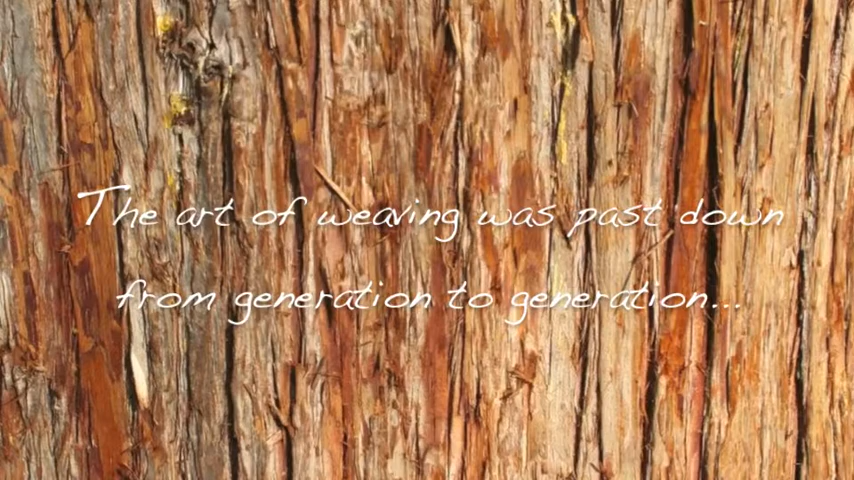 The art of weaving was past down
from generation to generation...